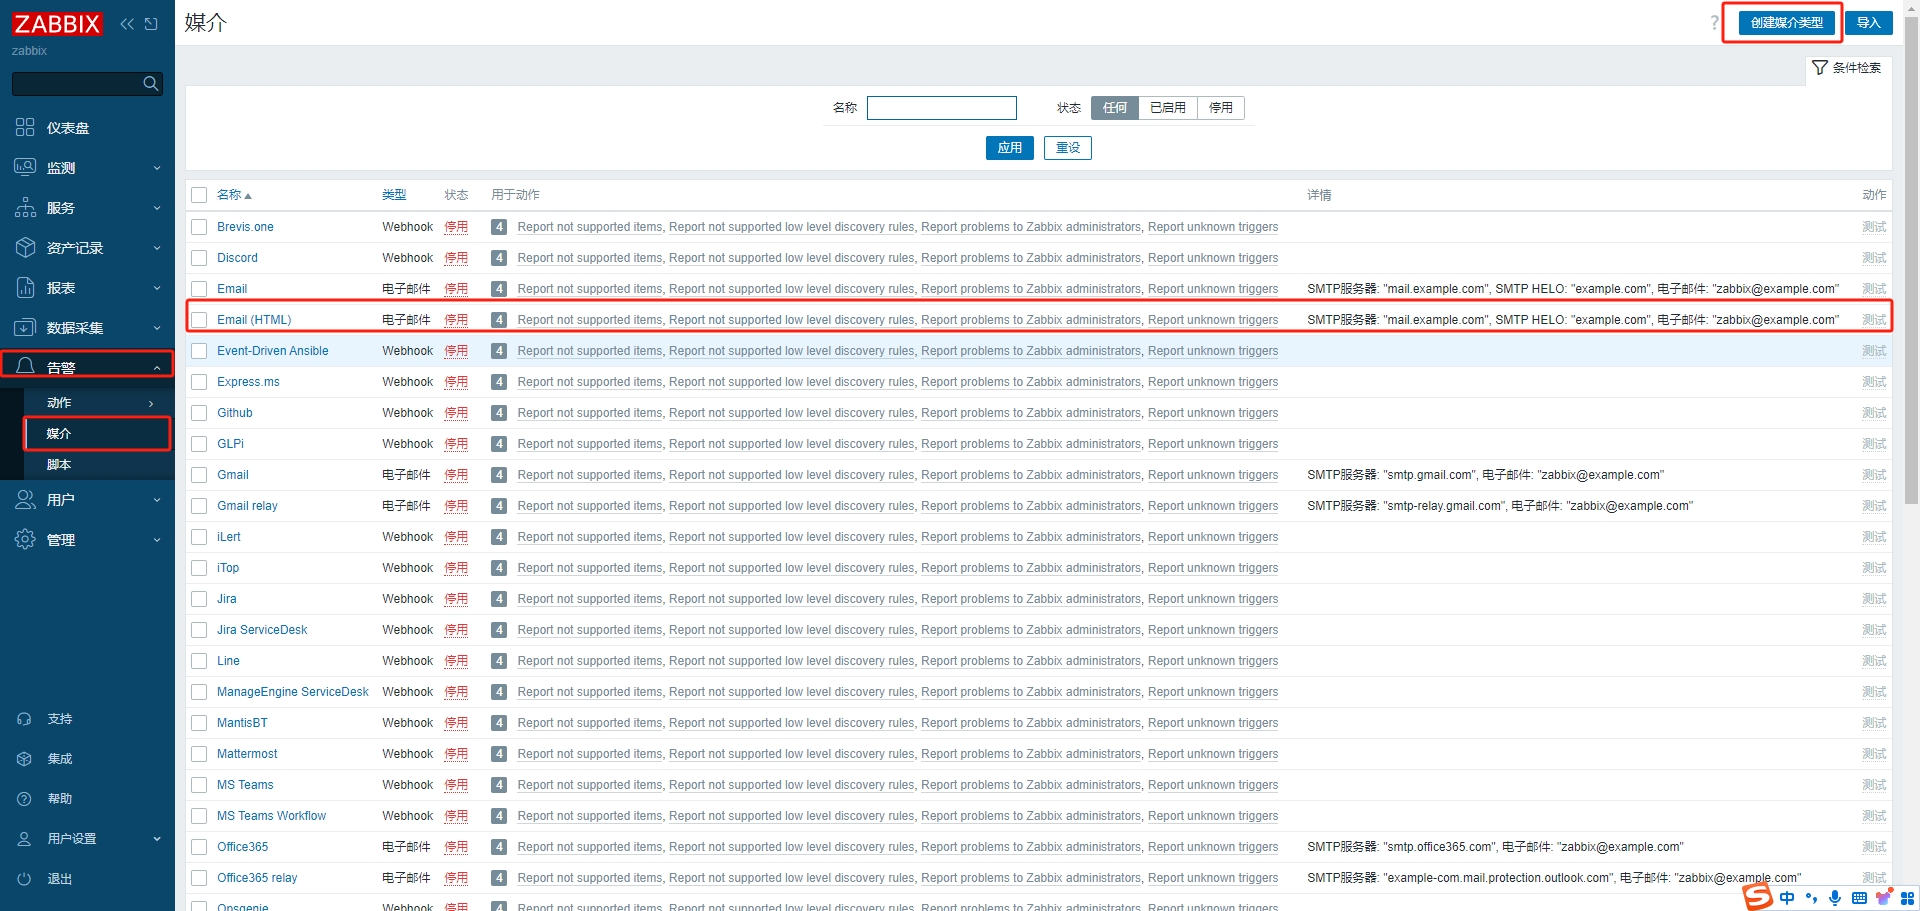 ZABBIX
zabbix
仪表盘
监测
服务
资产记录
报表
数据采集
告警
动作
媒介
脚本
用户
管理
支持
集成
帮助
用户设置
退出
媒介
? 创建媒介类型 导入
条件检索
名称 状态 任何 已启用 停用
应用 重设
名称 类型 状态 用于动作 详情 动作
Brevis.one Webhook 停用 4 Report not supported items, Report not supported low level discovery rules, Report problems to Zabbix administrators, Report unknown triggers 测试
Discord Webhook 停用 4 Report not supported items, Report not supported low level discovery rules, Report problems to Zabbix administrators, Report unknown triggers 测试
Email 电子邮件 停用 4 Report not supported items, Report not supported low level discovery rules, Report problems to Zabbix administrators, Report unknown triggers SMTP服务器: "mail.example.com", SMTP HELO: "example.com", 电子邮件: "zabbix@example.com" 测试
Email (HTML) 电子邮件 停用 4 Report not supported items, Report not supported low level discovery rules, Report problems to Zabbix administrators, Report unknown triggers SMTP服务器: "mail.example.com", SMTP HELO: "example.com", 电子邮件: "zabbix@example.com" 测试
Event-Driven Ansible Webhook 停用 4 Report not supported items, Report not supported low level discovery rules, Report problems to Zabbix administrators, Report unknown triggers 测试
Express.ms Webhook 停用 4 Report not supported items, Report not supported low level discovery rules, Report problems to Zabbix administrators, Report unknown triggers 测试
Github Webhook 停用 4 Report not supported items, Report not supported low level discovery rules, Report problems to Zabbix administrators, Report unknown triggers 测试
GLPi Webhook 停用 4 Report not supported items, Report not supported low level discovery rules, Report problems to Zabbix administrators, Report unknown triggers 测试
Gmail 电子邮件 停用 4 Report not supported items, Report not supported low level discovery rules, Report problems to Zabbix administrators, Report unknown triggers SMTP服务器: "smtp.gmail.com", 电子邮件: "zabbix@example.com" 测试
Gmail relay 电子邮件 停用 4 Report not supported items, Report not supported low level discovery rules, Report problems to Zabbix administrators, Report unknown triggers SMTP服务器: "smtp-relay.gmail.com", 电子邮件: "zabbix@example.com" 测试
iLert Webhook 停用 4 Report not supported items, Report not supported low level discovery rules, Report problems to Zabbix administrators, Report unknown triggers 测试
iTop Webhook 停用 4 Report not supported items, Report not supported low level discovery rules, Report problems to Zabbix administrators, Report unknown triggers 测试
Jira Webhook 停用 4 Report not supported items, Report not supported low level discovery rules, Report problems to Zabbix administrators, Report unknown triggers 测试
Jira ServiceDesk Webhook 停用 4 Report not supported items, Report not supported low level discovery rules, Report problems to Zabbix administrators, Report unknown triggers 测试
Line Webhook 停用 4 Report not supported items, Report not supported low level discovery rules, Report problems to Zabbix administrators, Report unknown triggers 测试
ManageEngine ServiceDesk Webhook 停用 4 Report not supported items, Report not supported low level discovery rules, Report problems to Zabbix administrators, Report unknown triggers 测试
MantisBT Webhook 停用 4 Report not supported items, Report not supported low level discovery rules, Report problems to Zabbix administrators, Report unknown triggers 测试
Mattermost Webhook 停用 4 Report not supported items, Report not supported low level discovery rules, Report problems to Zabbix administrators, Report unknown triggers 测试
MS Teams Webhook 停用 4 Report not supported items, Report not supported low level discovery rules, Report problems to Zabbix administrators, Report unknown triggers 测试
MS Teams Workflow Webhook 停用 4 Report not supported items, Report not supported low level discovery rules, Report problems to Zabbix administrators, Report unknown triggers 测试
Office365 电子邮件 停用 4 Report not supported items, Report not supported low level discovery rules, Report problems to Zabbix administrators, Report unknown triggers SMTP服务器: "smtp.office365.com", 电子邮件: "zabbix@example.com" 测试
Office365 relay 电子邮件 停用 4 Report not supported items, Report not supported low level discovery rules, Report problems to Zabbix administrators, Report unknown triggers SMTP服务器: "example-com.mail.protection.outlook.com", 电子邮件: "zabbix@example.com" 测试
Opsgenie Webhook 停用 4 Report not supported items, Report not supported low level discovery rules, Report problems to Zabbix administrators, Report unknown triggers
S 中